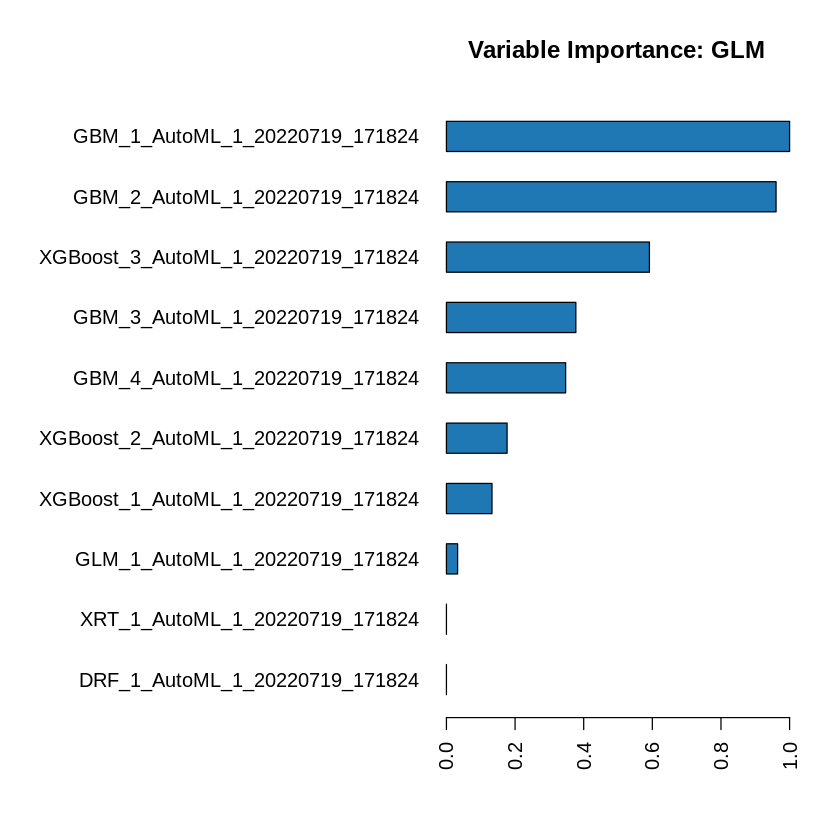 Variable Importance: GLM
GBM_1_AutoML_1_20220719_171824
GBM_2_AutoML_1_20220719_171824
XGBoost_3_AutoML_1_20220719_171824
GBM_3_AutoML_1_20220719_171824
GBM_4_AutoML_1_20220719_171824
XGBoost_2_AutoML_1_20220719_171824
XGBoost_1_AutoML_1_20220719_171824
GLM_1_AutoML_1_20220719_171824
XRT_1_AutoML_1_20220719_171824
DRF_1_AutoML_1_20220719_171824
0.0
0.2
0.4
0.6
0.8
1.0